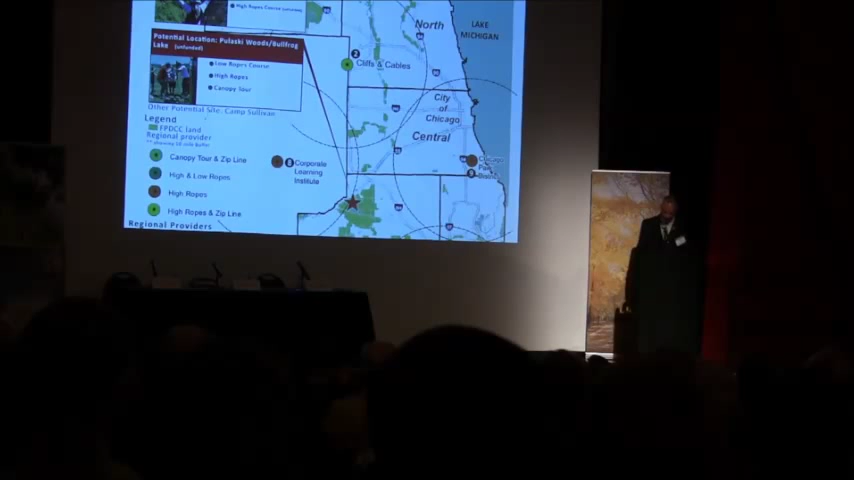 High Ropes Course
Potential Location: Pulaski Woods/Bullfrog
Lake (unfunded)
Low Ropes Course
High Ropes
Canopy Tour
Other Potential Site: Camp Sullivan
Legend
FPDCC land
Regional provider
Canopy Tour & Zip Line
High & Low Ropes
High Ropes
High Ropes & Zip Line
Regional Providers
North
LAKE
MICHIGAN
2
Cliffs & Cables
City
of
Chicago
Central
8
Corporate
Learning
Institute
Chicago
Park
District
9